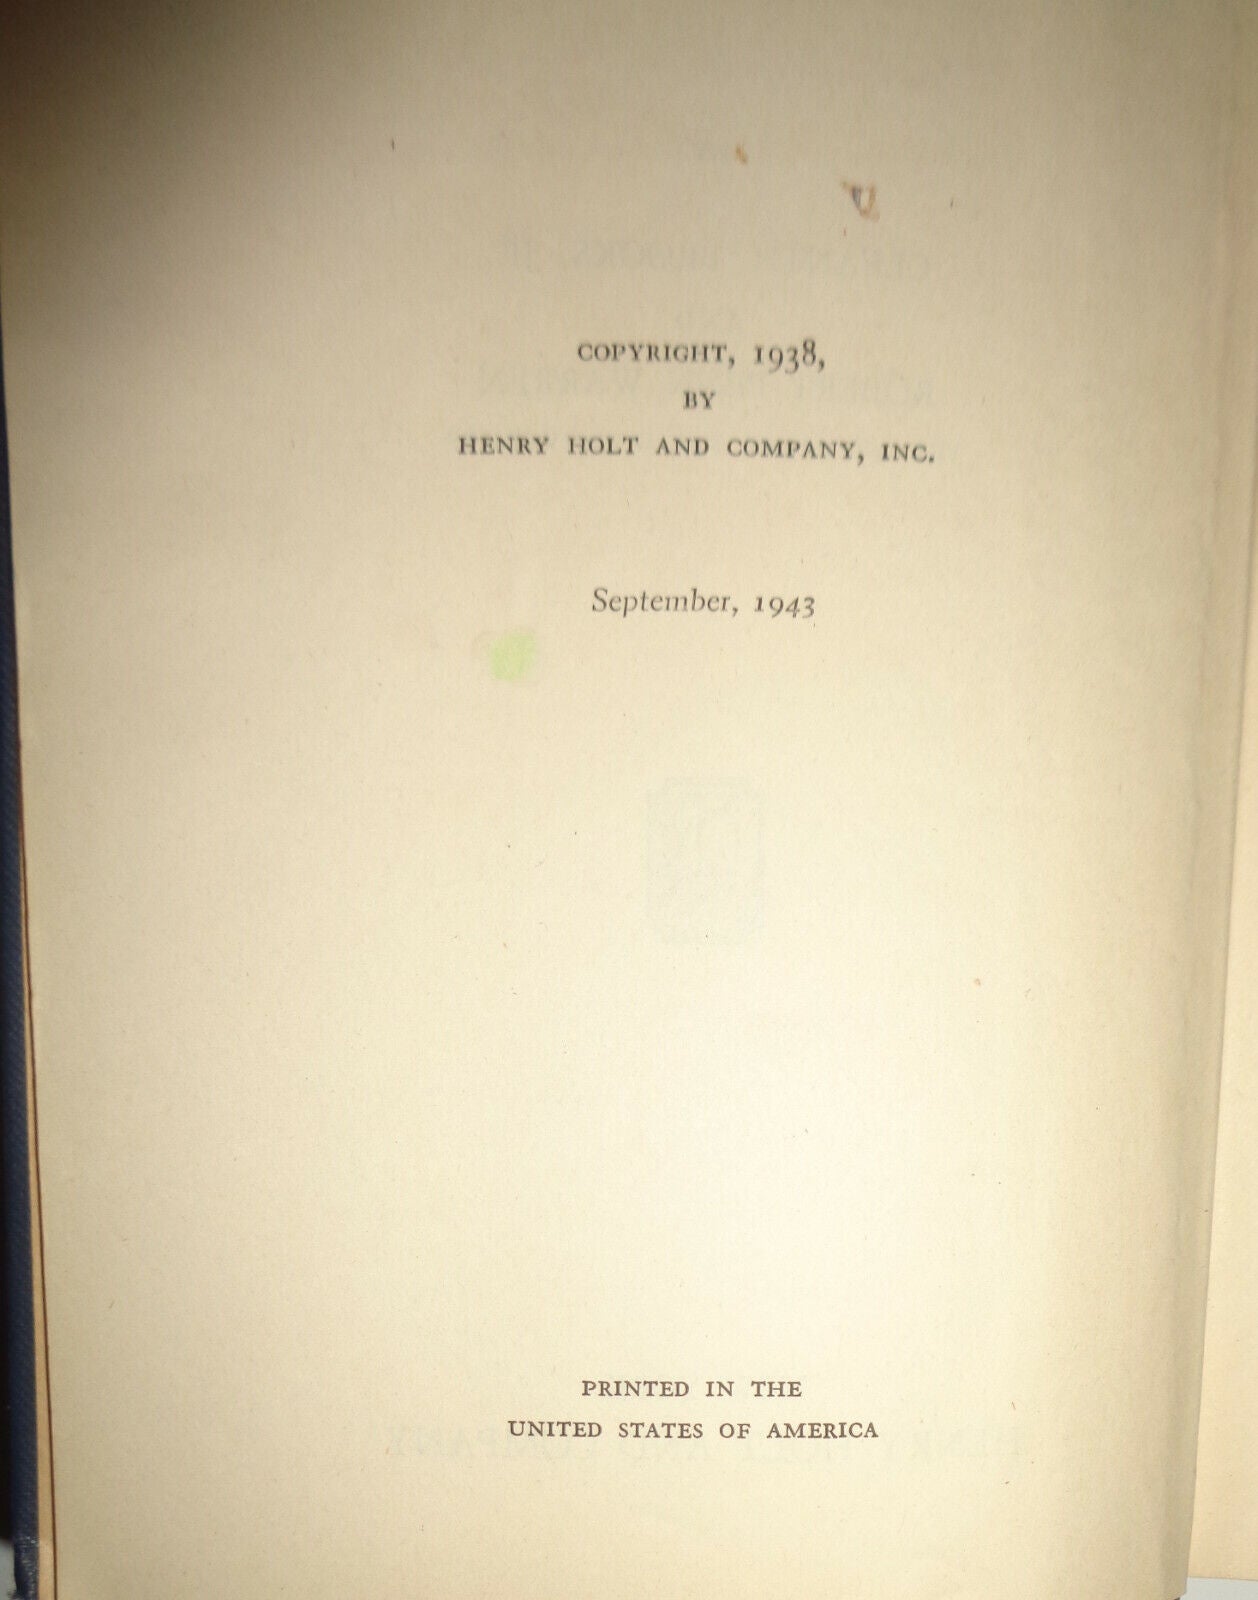 COPYRIGHT, 1938,
BY
HENRY HOLT AND COMPANY, INC.
September, 1943
PRINTED IN THE
UNITED STATES OF AMERICA